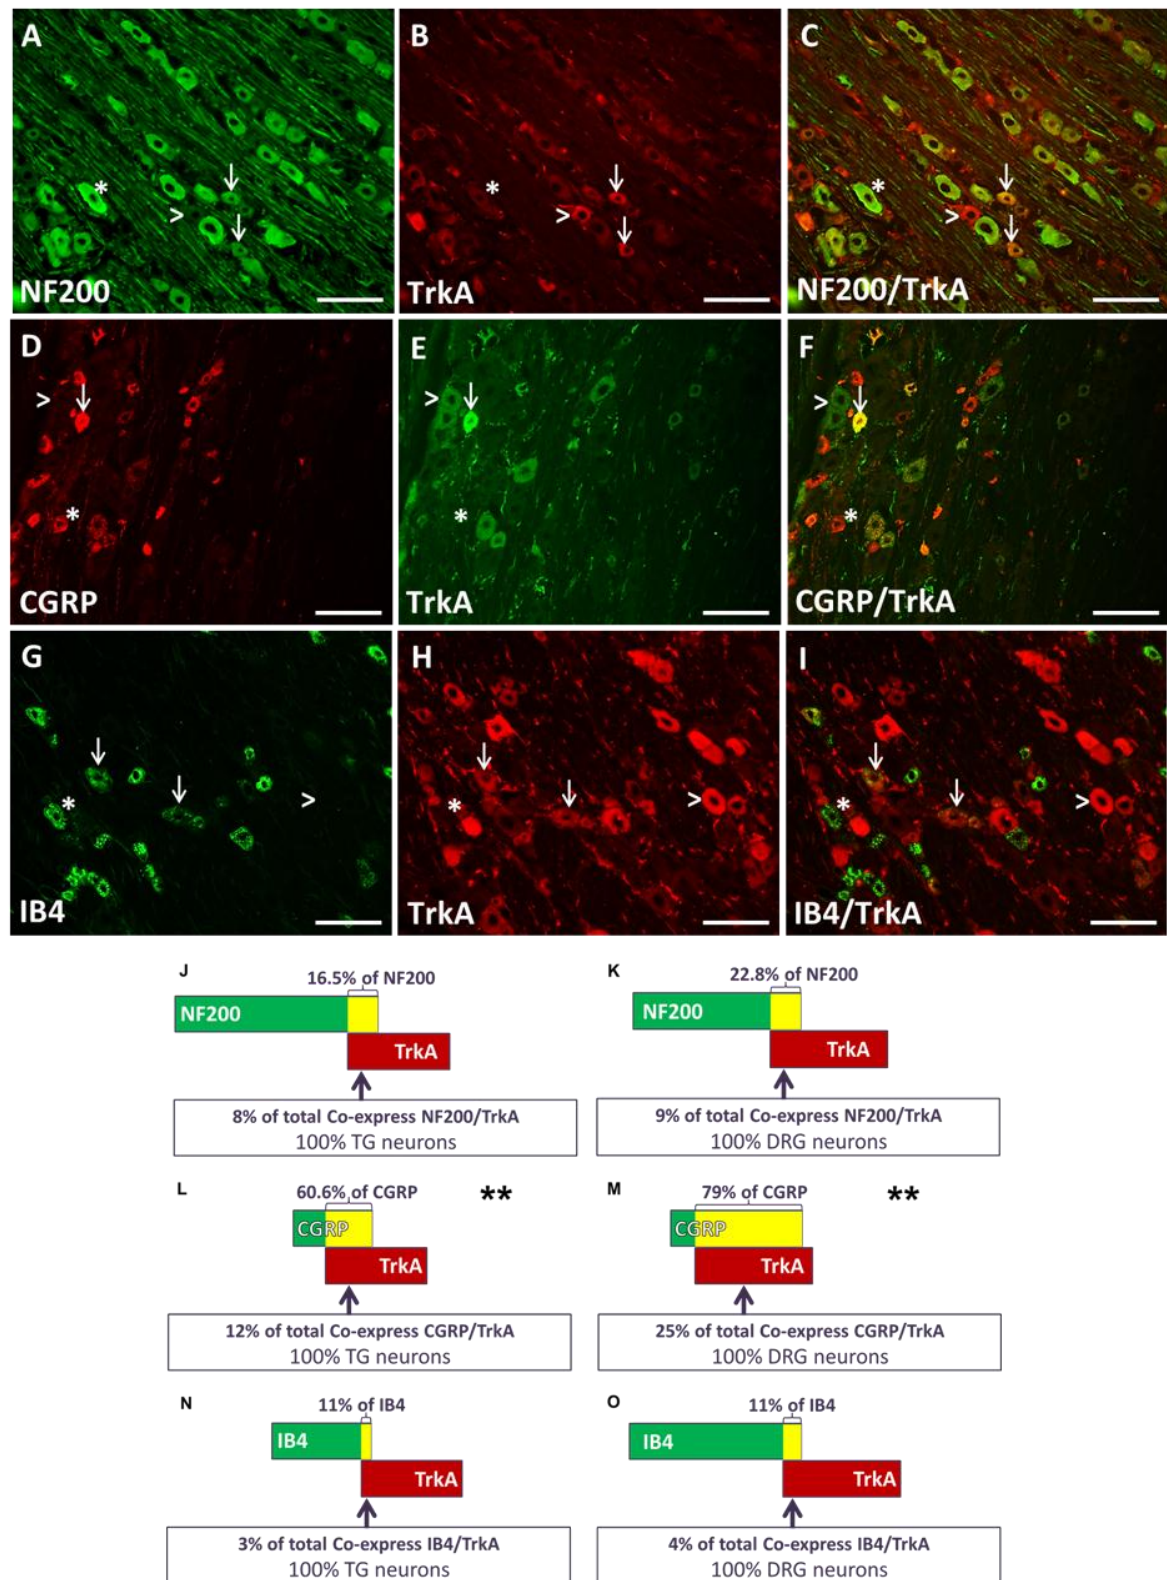 A
B
C
*
*
*
>
>
>
NF200
TrkA
NF200/TrkA
D
E
F
>
>
>
*
*
*
CGRP
TrkA
CGRP/TrkA
G
H
I
*
>
*
>
*
>
IB4
TrkA
IB4/TrkA
J
16.5% of NF200
NF200
TrkA
8% of total Co-express NF200/TrkA
100% TG neurons
K
22.8% of NF200
NF200
TrkA
9% of total Co-express NF200/TrkA
100% DRG neurons
L
60.6% of CGRP
**
CGRP
TrkA
12% of total Co-express CGRP/TrkA
100% TG neurons
M
79% of CGRP
**
CGRP
TrkA
25% of total Co-express CGRP/TrkA
100% DRG neurons
N
11% of IB4
IB4
TrkA
3% of total Co-express IB4/TrkA
100% TG neurons
O
11% of IB4
IB4
TrkA
4% of total Co-express IB4/TrkA
100% DRG neurons